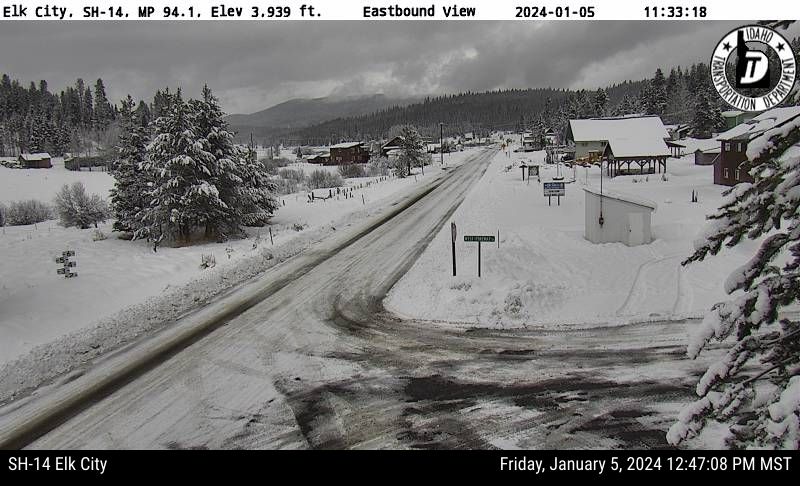 Elk City, SH-14, MP 94.1, Elev 3,939 ft. Eastbound View 2024-01-05 11:33:18
IDAHO
TRANSPORTATION DEPARTMENT
SH-14 Elk City Friday, January 5, 2024 12:47:08 PM MST